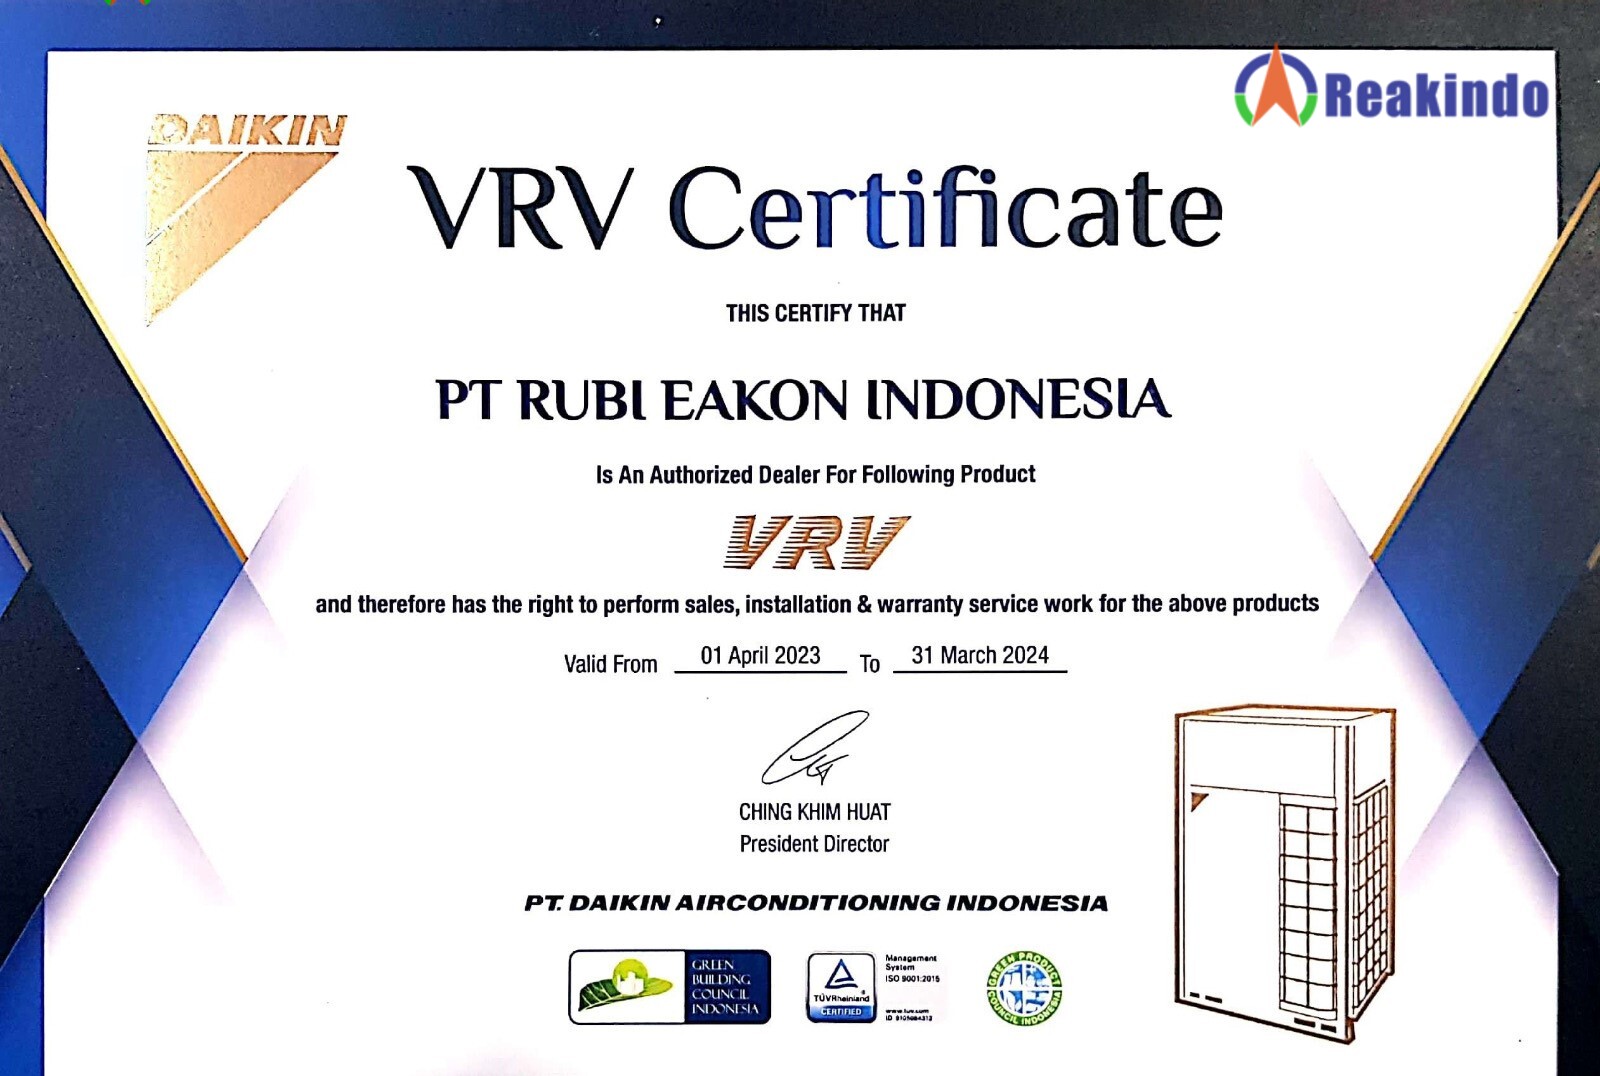 Reakindo
DAIKIN
VRV Certificate
THIS CERTIFY THAT
PT RUBI EAKON INDONESIA
Is An Authorized Dealer For Following Product
VRV
and therefore has the right to perform sales, installation & warranty service work for the above products
Valid From 01 April 2023 To 31 March 2024
CHING KHIM HUAT
President Director
PT. DAIKIN AIRCONDITIONING INDONESIA
GREEN
BUILDING
COUNCIL
INDONESIA
TÜVRheinland
CERTIFIED
Management
System
ISO 9001:2015
www.tuv.com
ID
GREEN PRODUCT
COUNCIL INDONESIA